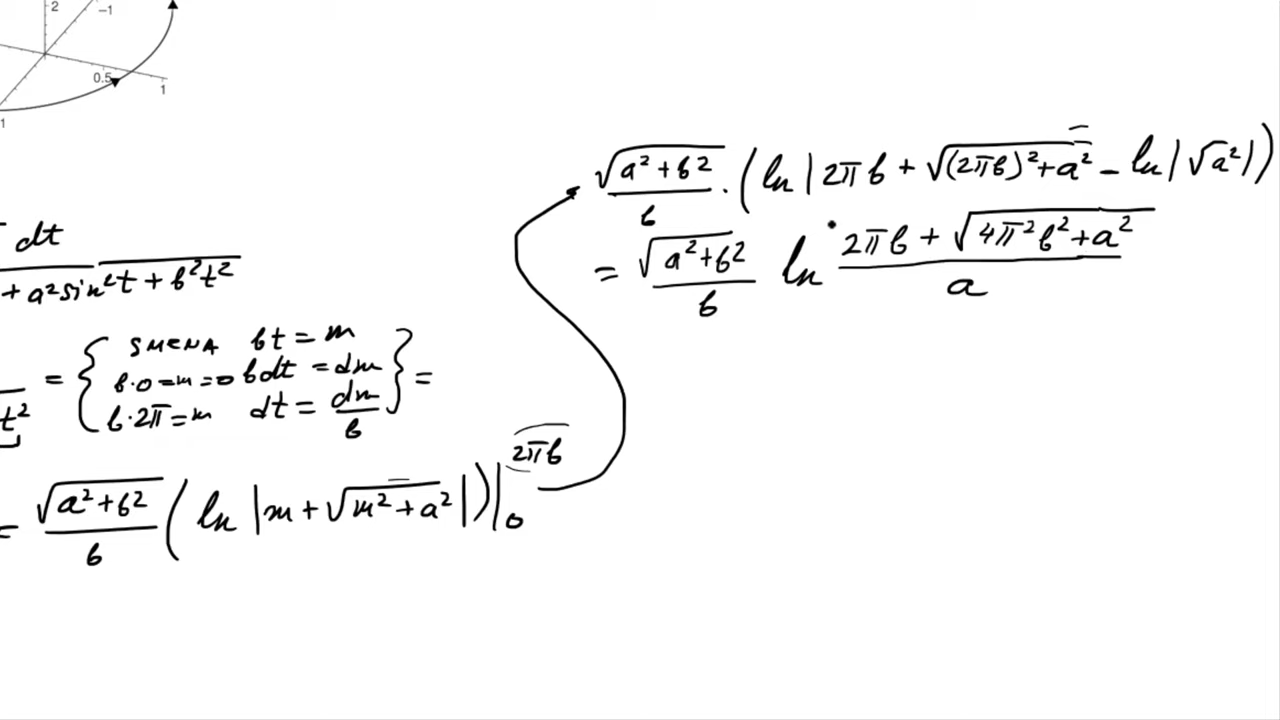 2
-1
0.5
1
1
dt
+ a²sin²t + b²t²
t²
= { SMENA bt = m
b·0=m=0 bdt = dm
b·2π=m dt = dm/b } =
= √(a²+b²)/b (ln |m + √(m²+a²)|)|₀^2πb
√(a²+b²)/b · (ln |2πb + √((2πb)²+a²) - ln |√a²|)
= √(a²+b²)/b ln (2πb + √(4π²b²+a²))/a